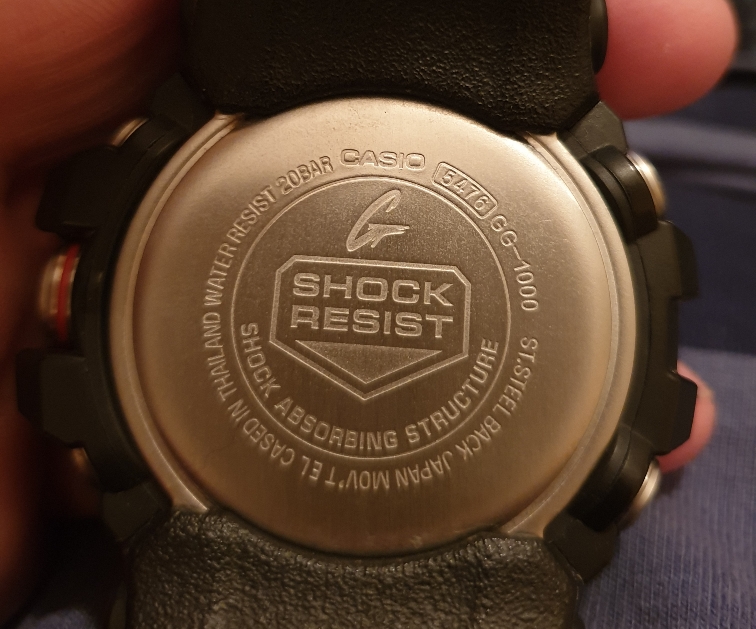 CASIO 5476 GG-1000
ST.STEEL BACK JAPAN MOV'T EL CASED IN THAILAND WATER RESIST 20BAR
G
SHOCK
RESIST
SHOCK ABSORBING STRUCTURE